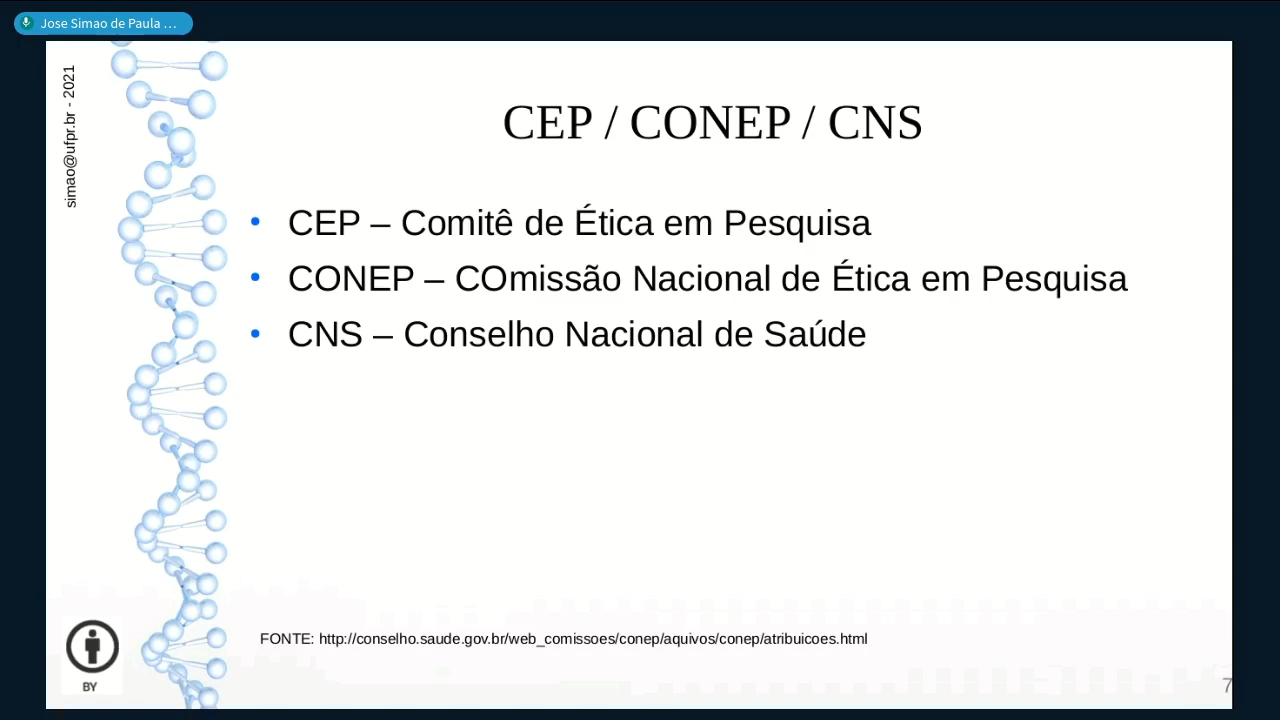 Jose Simao de Paula ...
simao@ufpr.br - 2021
CEP / CONEP / CNS
• CEP – Comitê de Ética em Pesquisa
• CONEP – COmissão Nacional de Ética em Pesquisa
• CNS – Conselho Nacional de Saúde
FONTE: http://conselho.saude.gov.br/web_comissoes/conep/aquivos/conep/atribuicoes.html
BY
7